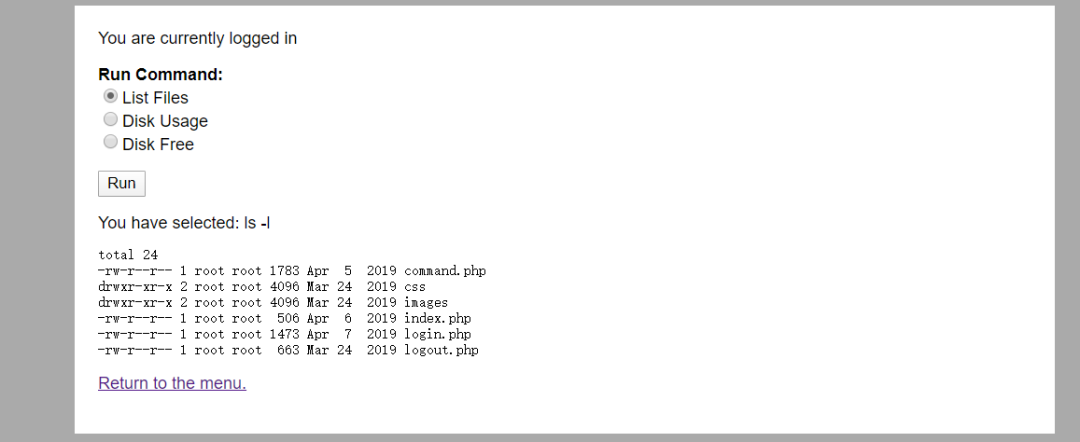 You are currently logged in
Run Command:
List Files
Disk Usage
Disk Free
Run
You have selected: ls -l
total 24
-rw-r--r-- 1 root root 1783 Apr  5  2019 command.php
drwxr-xr-x 2 root root 4096 Mar 24  2019 css
drwxr-xr-x 2 root root 4096 Mar 24  2019 images
-rw-r--r-- 1 root root  506 Apr  6  2019 index.php
-rw-r--r-- 1 root root 1473 Apr  7  2019 login.php
-rw-r--r-- 1 root root  663 Mar 24  2019 logout.php
Return to the menu.